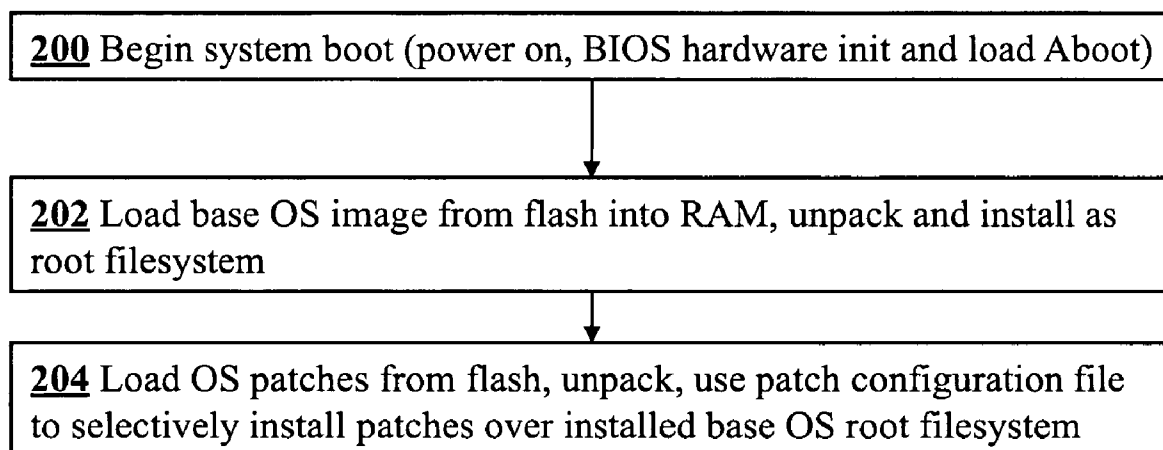 200 Begin system boot (power on, BIOS hardware init and load Aboot)
202 Load base OS image from flash into RAM, unpack and install as
root filesystem
204 Load OS patches from flash, unpack, use patch configuration file
to selectively install patches over installed base OS root filesystem